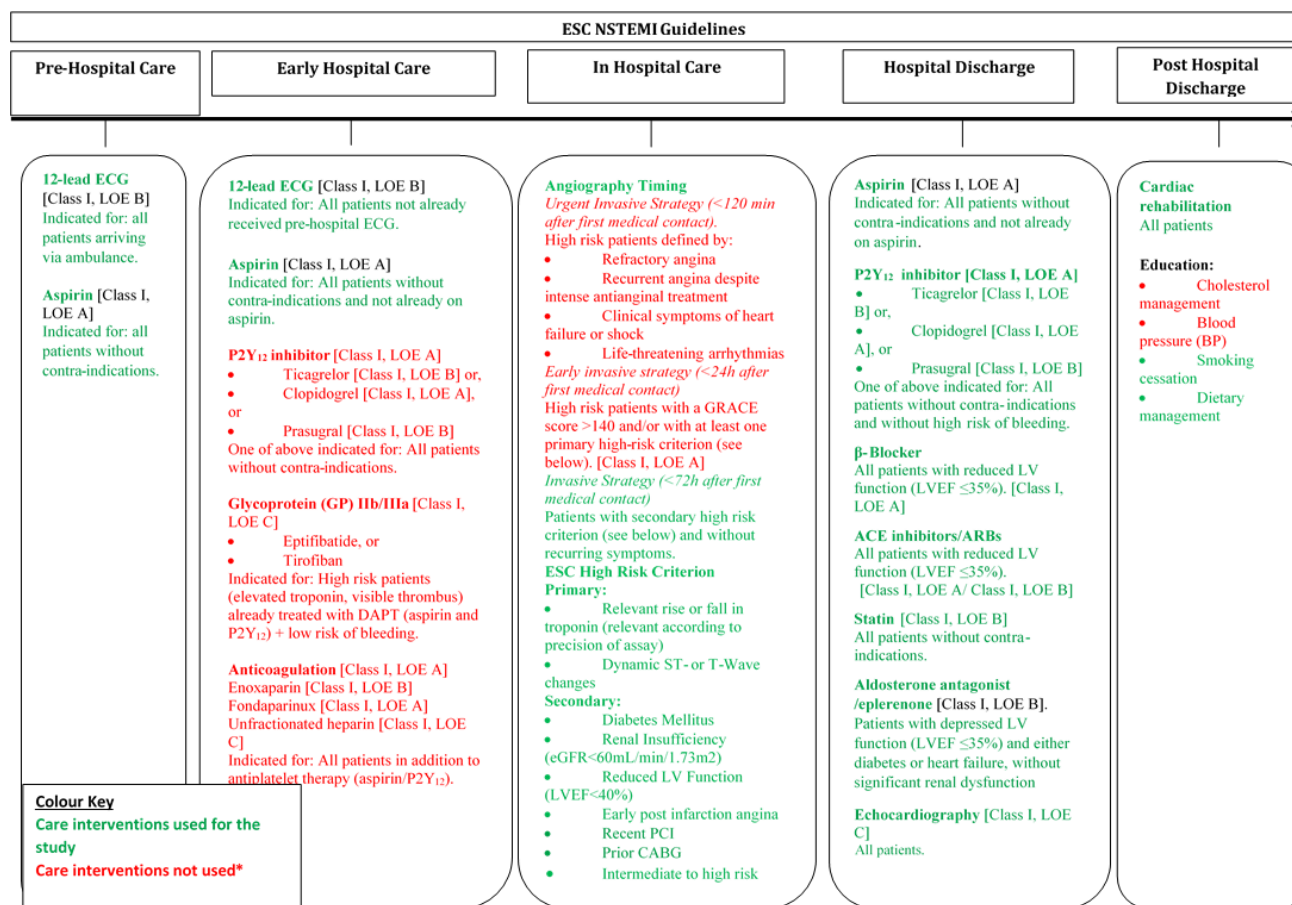 ESC NSTEMI Guidelines
Pre-Hospital Care
Early Hospital Care
In Hospital Care
Hospital Discharge
Post Hospital
Discharge
12-lead ECG
[Class I, LOE B]
Indicated for: all
patients arriving
via ambulance.
Aspirin [Class I,
LOE A]
Indicated for: all
patients without
contra-indications.
12-lead ECG [Class I, LOE B]
Indicated for: All patients not already
received pre-hospital ECG.
Aspirin [Class I, LOE A]
Indicated for: All patients without
contra-indications and not already on
aspirin.
P2Y₁₂ inhibitor [Class I, LOE A]
• Ticagrelor [Class I, LOE B] or,
• Clopidogrel [Class I, LOE A],
or
• Prasugral [Class I, LOE B]
One of above indicated for: All patients
without contra-indications.
Glycoprotein (GP) IIb/IIIa [Class I,
LOE C]
• Eptifibatide, or
• Tirofiban
Indicated for: High risk patients
(elevated troponin, visible thrombus)
already treated with DAPT (aspirin and
P2Y₁₂) + low risk of bleeding.
Anticoagulation [Class I, LOE A]
Enoxaparin [Class I, LOE B]
Fondaparinux [Class I, LOE A]
Unfractionated heparin [Class I, LOE
C]
Indicated for: All patients in addition to
antiplatelet therapy (aspirin/P2Y₁₂).
Angiography Timing
Urgent Invasive Strategy (<120 min
after first medical contact).
High risk patients defined by:
• Refractory angina
• Recurrent angina despite
intense antianginal treatment
• Clinical symptoms of heart
failure or shock
• Life-threatening arrhythmias
Early invasive strategy (<24h after
first medical contact)
High risk patients with a GRACE
score >140 and/or with at least one
primary high-risk criterion (see
below). [Class I, LOE A]
Invasive Strategy (<72h after first
medical contact)
Patients with secondary high risk
criterion (see below) and without
recurring symptoms.
ESC High Risk Criterion
Primary:
• Relevant rise or fall in
troponin (relevant according to
precision of assay)
• Dynamic ST- or T-Wave
changes
Secondary:
• Diabetes Mellitus
• Renal Insufficiency
(eGFR<60mL/min/1.73m2)
• Reduced LV Function
(LVEF<40%)
• Early post infarction angina
• Recent PCI
• Prior CABG
• Intermediate to high risk
Aspirin [Class I, LOE A]
Indicated for: All patients without
contra-indications and not already
on aspirin.
P2Y₁₂ inhibitor [Class I, LOE A]
• Ticagrelor [Class I, LOE
B] or,
• Clopidogrel [Class I, LOE
A], or
• Prasugral [Class I, LOE B]
One of above indicated for: All
patients without contra-indications
and without high risk of bleeding.
β-Blocker
All patients with reduced LV
function (LVEF ≤35%). [Class I,
LOE A]
ACE inhibitors/ARBs
All patients with reduced LV
function (LVEF ≤35%).
[Class I, LOE A/ Class I, LOE B]
Statin [Class I, LOE B]
All patients without contra-
indications.
Aldosterone antagonist
/eplerenone [Class I, LOE B].
Patients with depressed LV
function (LVEF ≤35%) and either
diabetes or heart failure, without
significant renal dysfunction
Echocardiography [Class I, LOE
C]
All patients.
Cardiac
rehabilitation
All patients
Education:
• Cholesterol
management
• Blood
pressure (BP)
• Smoking
cessation
• Dietary
management
Colour Key
Care interventions used for the
study
Care interventions not used*